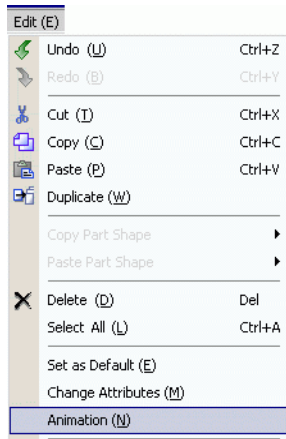 Edit (E)
Undo (U) Ctrl+Z
Redo (B) Ctrl+Y
Cut (T) Ctrl+X
Copy (C) Ctrl+C
Paste (P) Ctrl+V
Duplicate (W)
Copy Part Shape
Paste Part Shape
Delete (D) Del
Select All (L) Ctrl+A
Set as Default (E)
Change Attributes (M)
Animation (N)